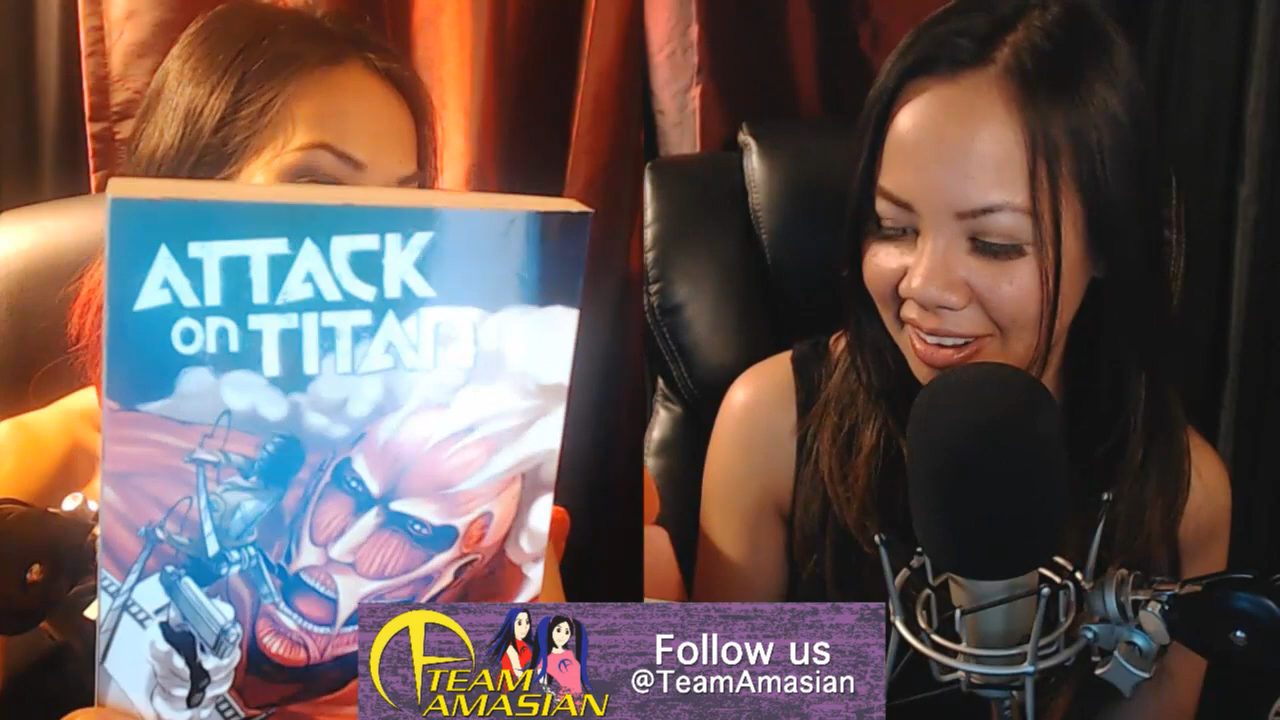 ATTACK
on TITAN
TEAM
AMASIAN
Follow us
@TeamAmasian